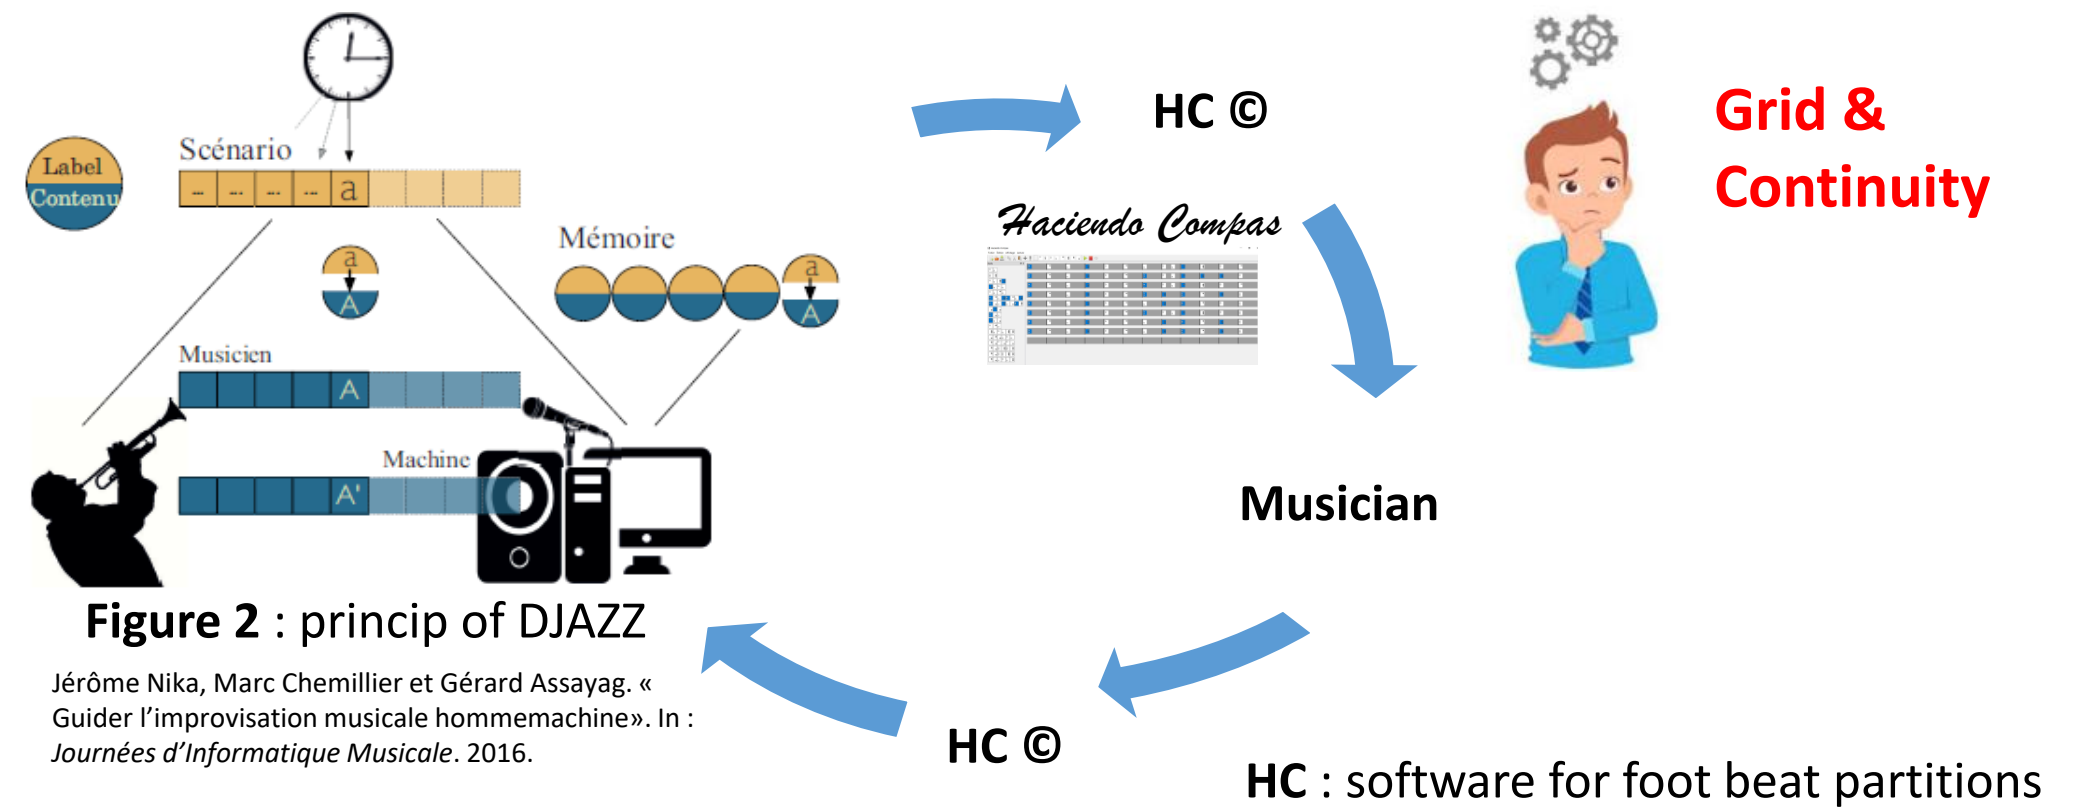 Label
Contenu
Scénario
... ... ... ... a
a
A
Mémoire
a
A
Musicien
A
Machine
A'
Figure 2 : princip of DJAZZ
Jérôme Nika, Marc Chemillier et Gérard Assayag. «
Guider l’improvisation musicale hommemachine». In :
Journées d’Informatique Musicale. 2016.
HC ©
Haciendo Compas
Musician
HC ©
Grid &
Continuity
HC : software for foot beat partitions